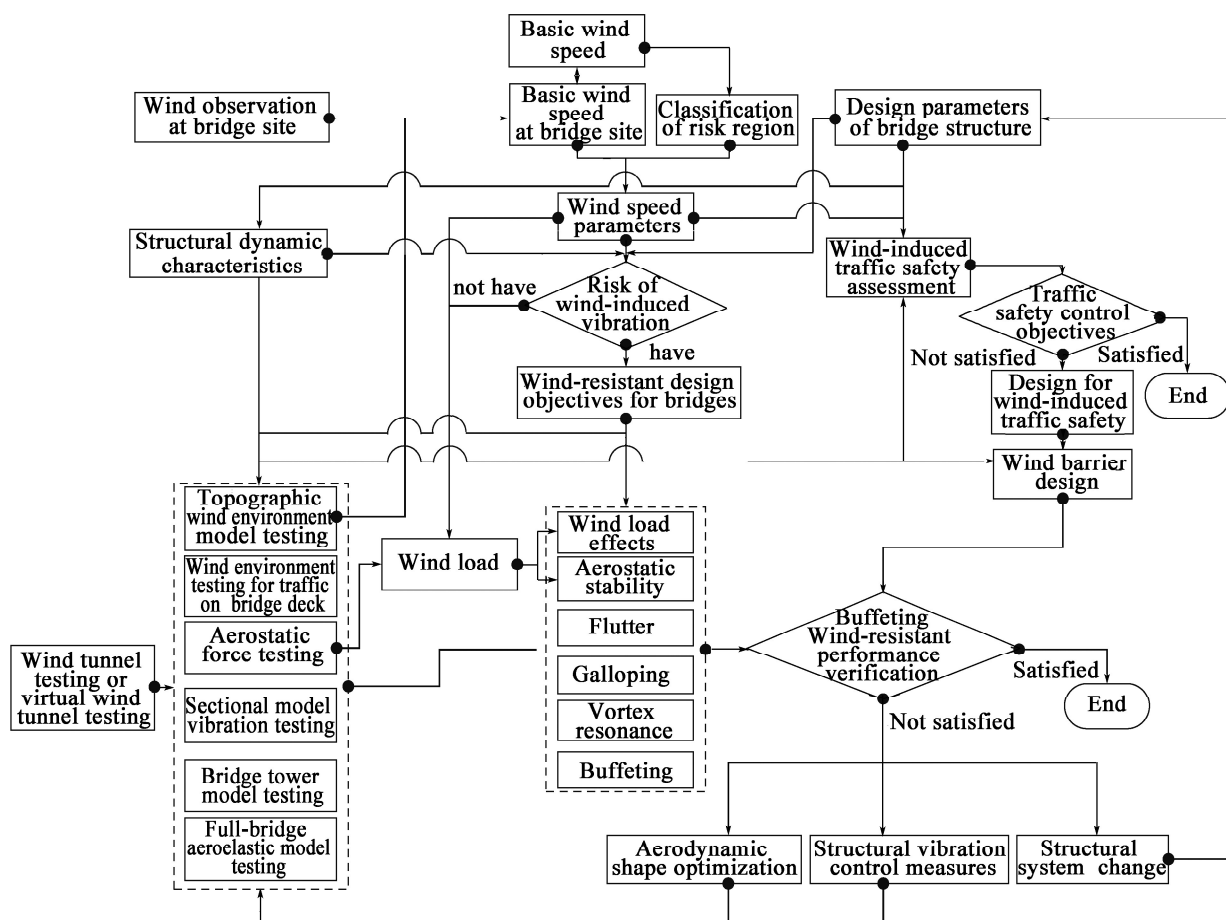 Basic wind
speed
Wind observation
at bridge site
Basic wind
speed
at bridge site
Classification
of risk region
Design parameters
of bridge structure
Wind speed
parameters
Structural dynamic
characteristics
Wind-induced
traffic safety
assessment
not have
Risk of
wind-induced
vibration
have
Traffic
safety control
objectives
Not satisfied
Satisfied
Wind-resistant design
objectives for bridges
Design for
wind-induced
traffic safety
End
Wind barrier
design
Topographic
wind environment
model testing
Wind environment
testing for traffic
on bridge deck
Aerostatic
force testing
Sectional model
vibration testing
Bridge tower
model testing
Full-bridge
aeroelastic model
testing
Wind tunnel
testing or
virtual wind
tunnel testing
Wind load
Wind load
effects
Aerostatic
stability
Flutter
Galloping
Vortex
resonance
Buffeting
Buffeting
Wind-resistant
performance
verification
Satisfied
End
Not satisfied
Aerodynamic
shape optimization
Structural vibration
control measures
Structural
system change